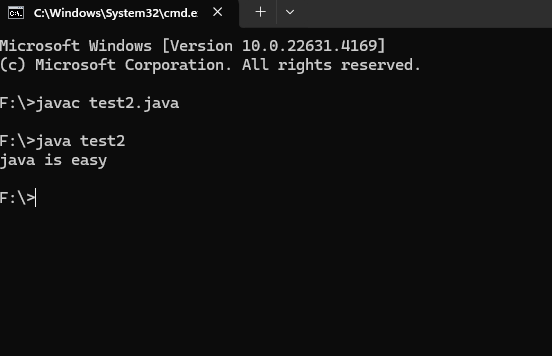 C:\Windows\System32\cmd.e
Microsoft Windows [Version 10.0.22631.4169]
(c) Microsoft Corporation. All rights reserved.
F:\>javac test2.java
F:\>java test2
java is easy
F:\>